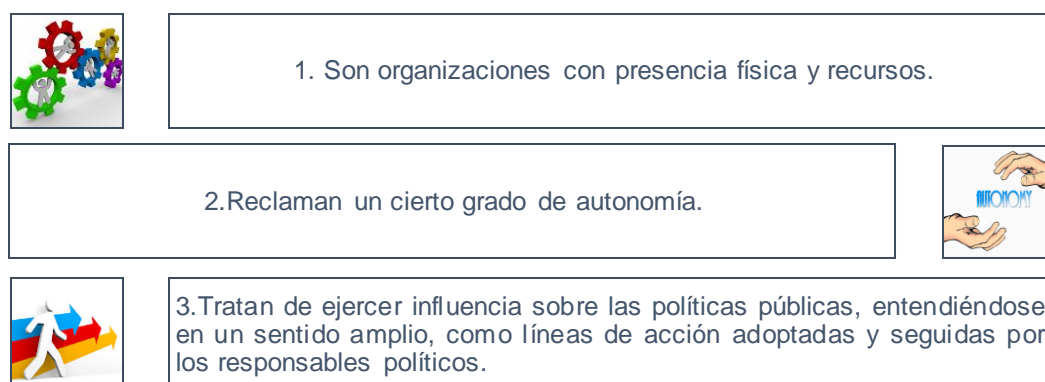 1. Son organizaciones con presencia física y recursos.
2.Reclaman un cierto grado de autonomía.
AUTONOMY
3.Tratan de ejercer influencia sobre las políticas públicas, entendiéndose
en un sentido amplio, como líneas de acción adoptadas y seguidas por
los responsables políticos.